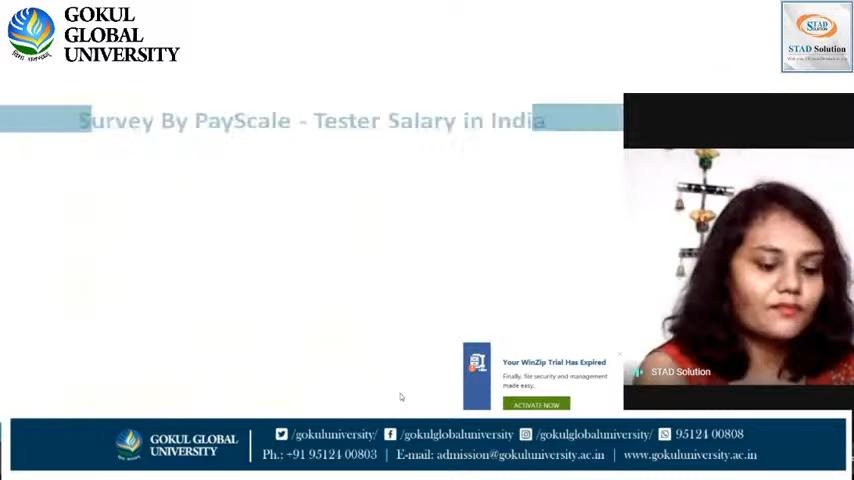 GOKUL
GLOBAL
UNIVERSITY
STAD
SOLUTION
STAD Solution
Survey By PayScale - Tester Salary in India
Your WinZip Trial Has Expired
Finally, file security and management
made easy.
ACTIVATE NOW
STAD Solution
GOKUL GLOBAL
UNIVERSITY
/gokuluniversity/
/gokulglobaluniversity
/gokulglobaluniversity/
95124 00808
Ph.: +91 95124 00803 | E-mail: admission@gokuluniversity.ac.in | www.gokuluniversity.ac.in